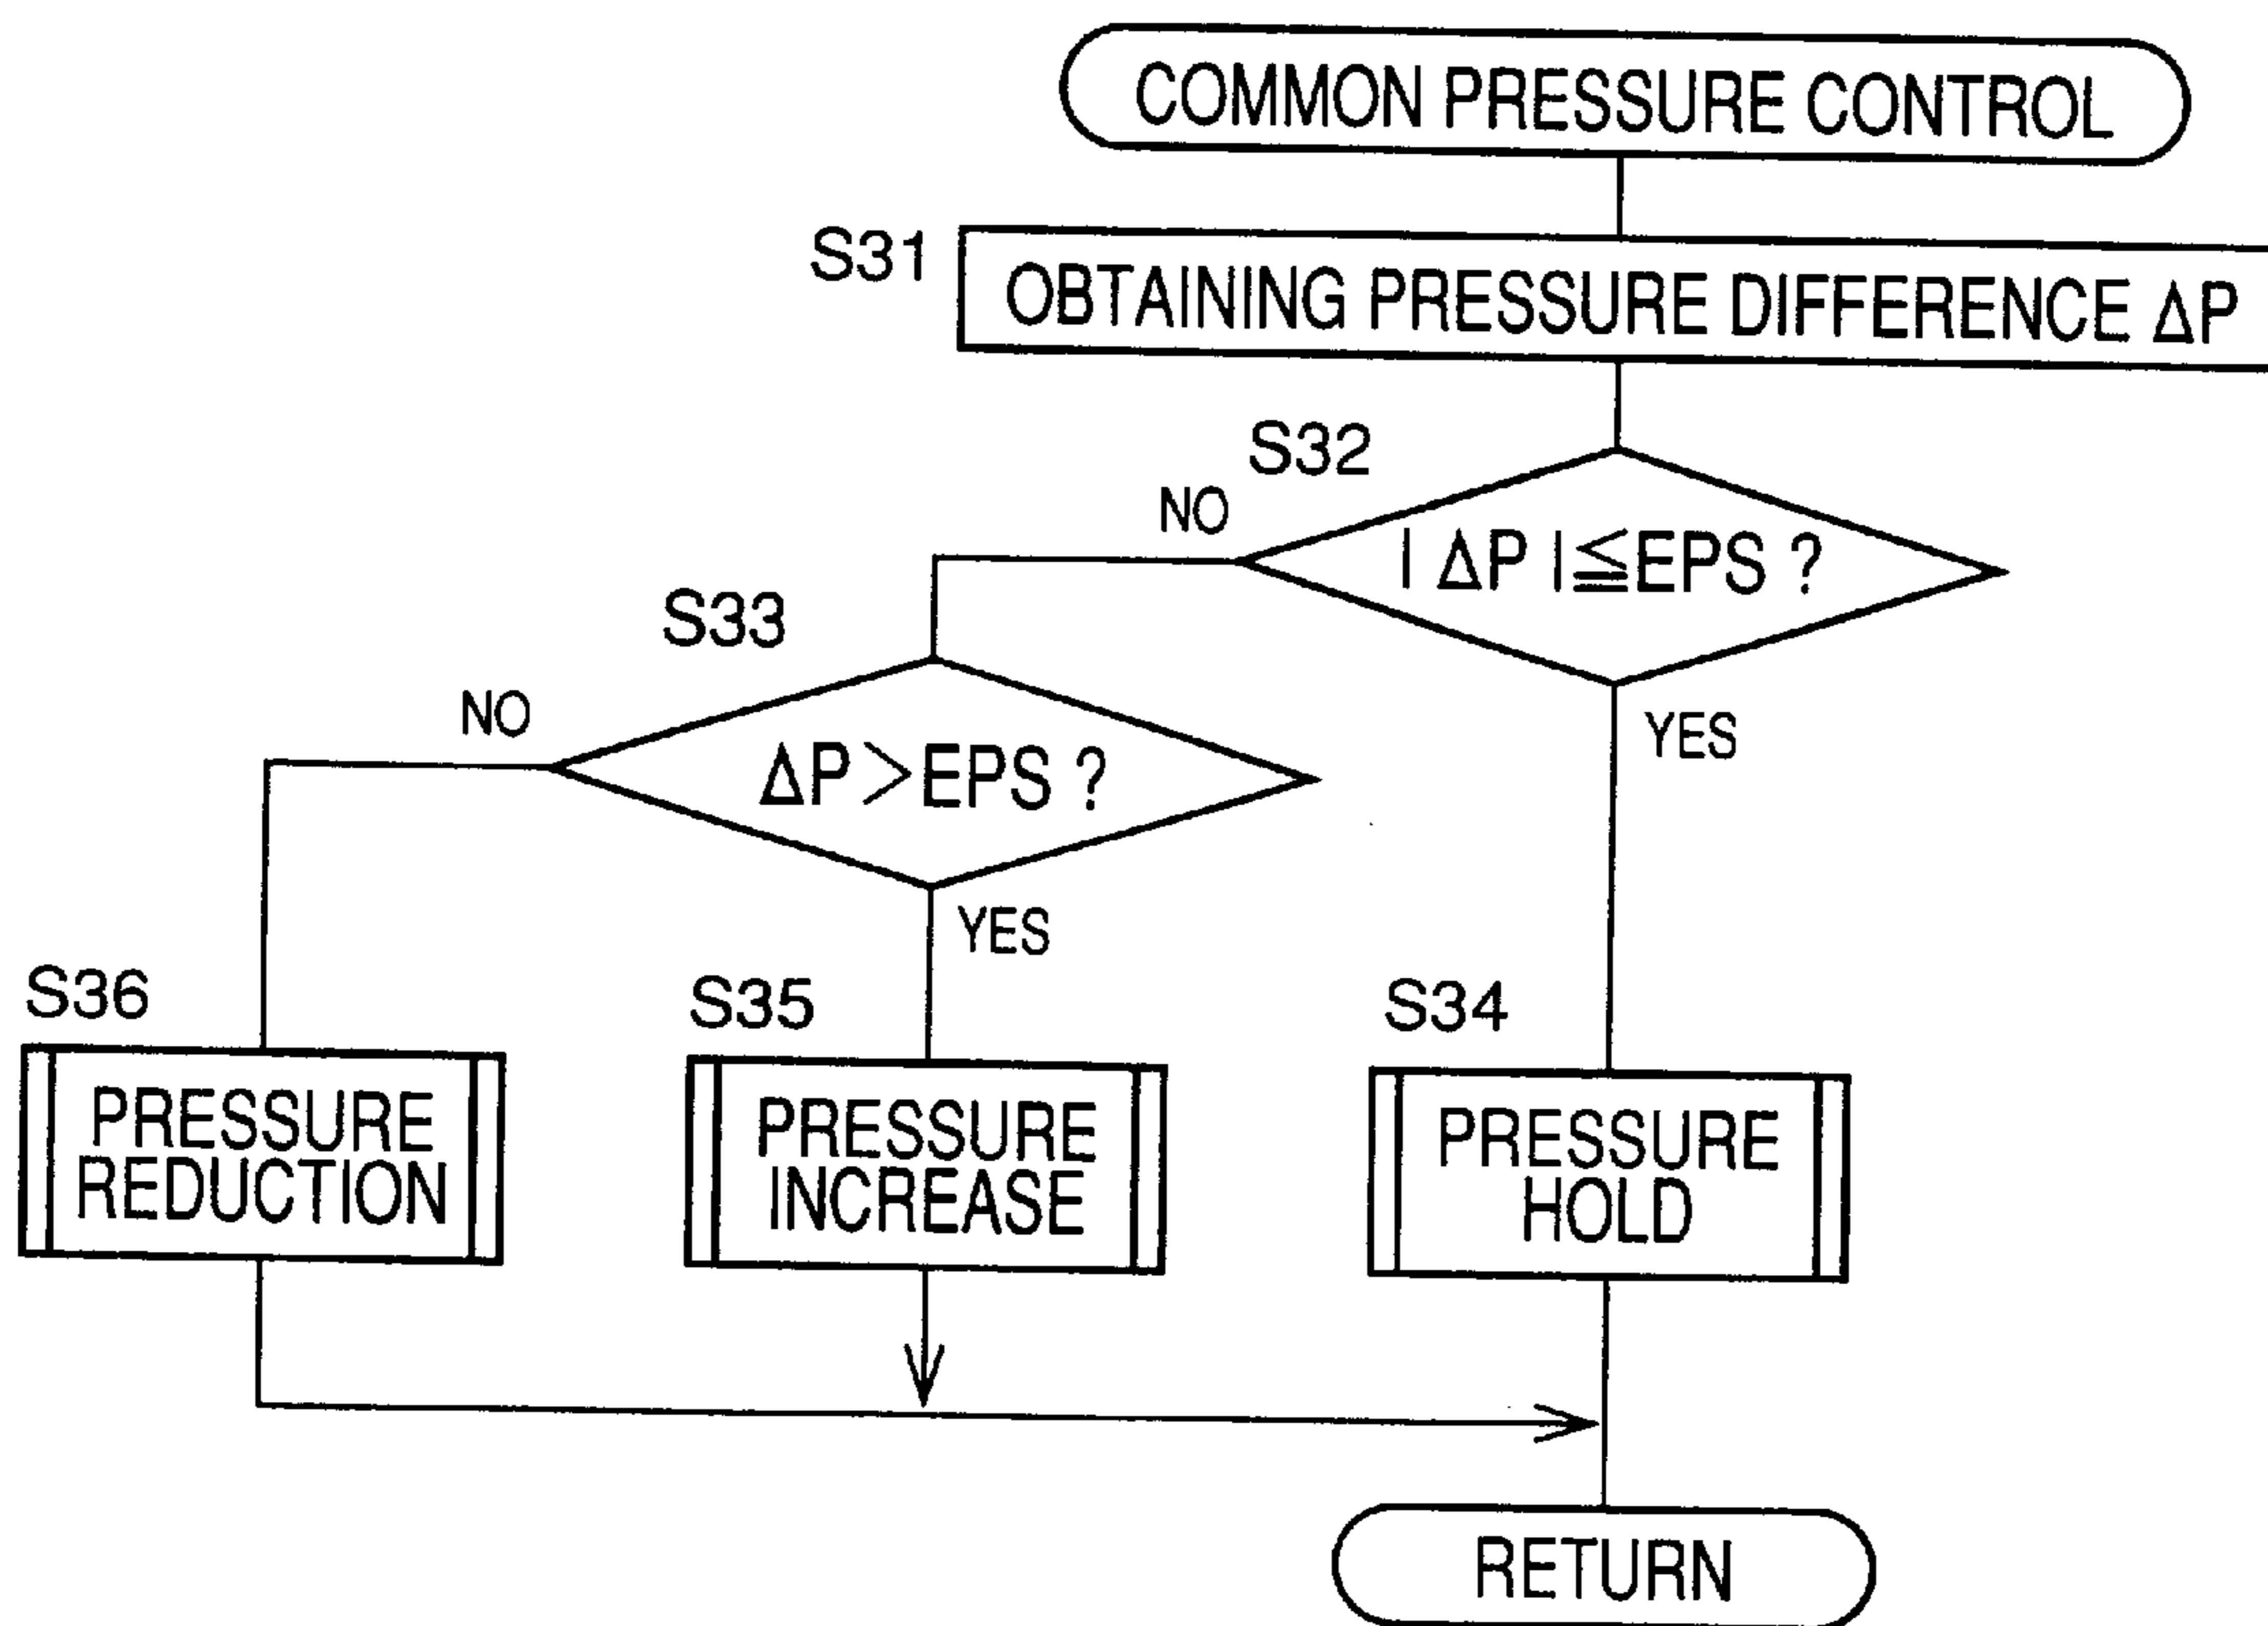 COMMON PRESSURE CONTROL
S31
OBTAINING PRESSURE DIFFERENCE ΔP
S32
NO
| ΔP |≦EPS ?
YES
S33
NO
ΔP>EPS ?
YES
S36
PRESSURE
REDUCTION
S35
PRESSURE
INCREASE
S34
PRESSURE
HOLD
RETURN